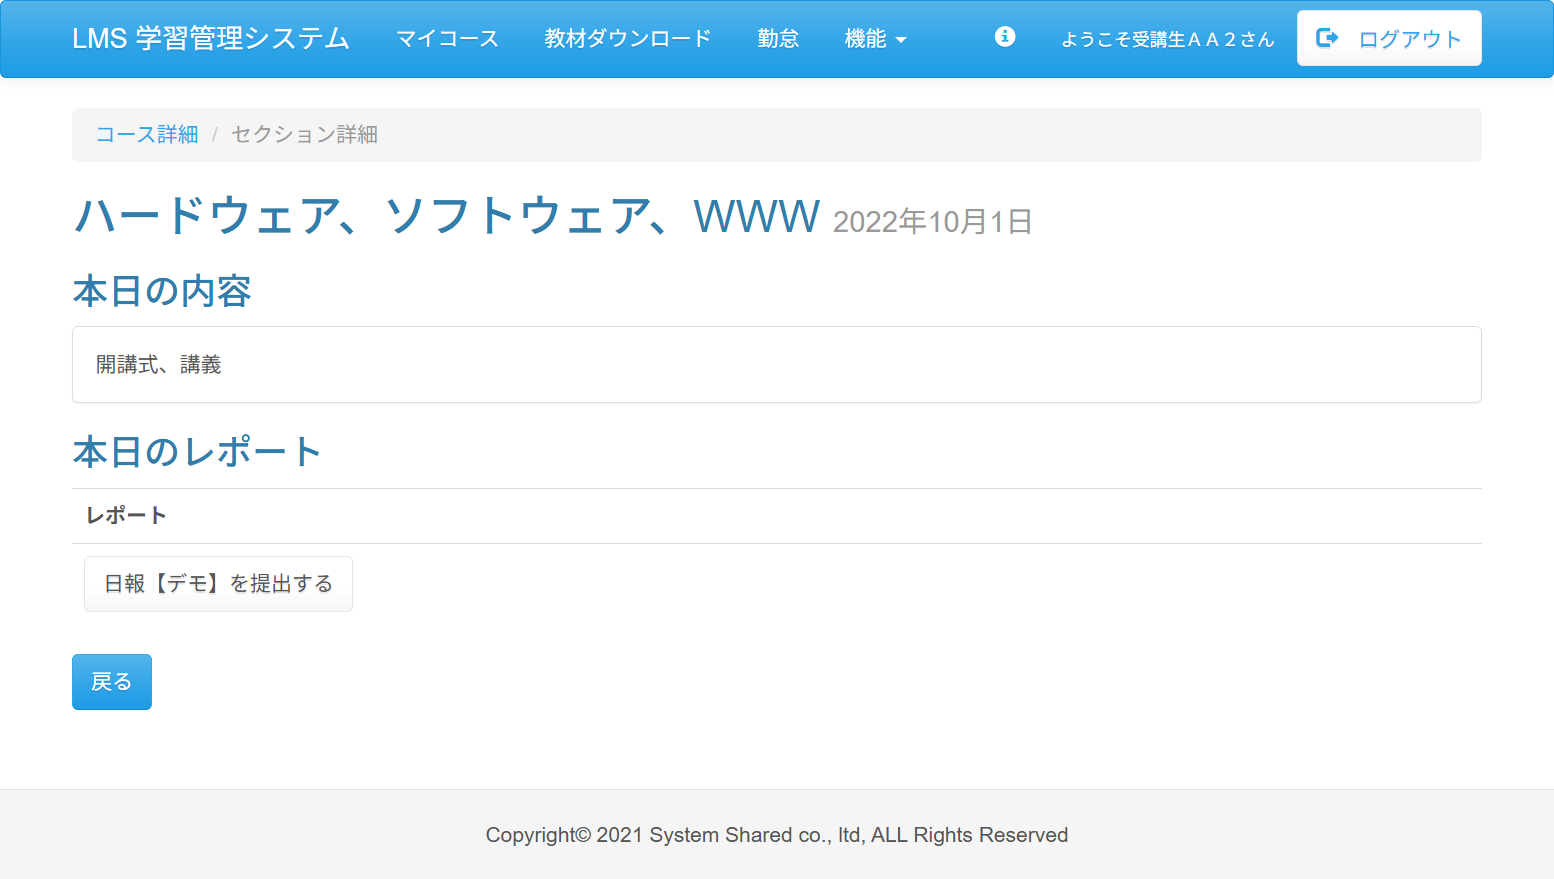 LMS 学習管理システム マイコース 教材ダウンロード 勤怠 機能 ようこそ受講生ＡＡ２さん ログアウト
コース詳細 / セクション詳細
ハードウェア、ソフトウェア、WWW 2022年10月1日
本日の内容
開講式、講義
本日のレポート
レポート
日報【デモ】を提出する
戻る
Copyright© 2021 System Shared co., ltd, ALL Rights Reserved